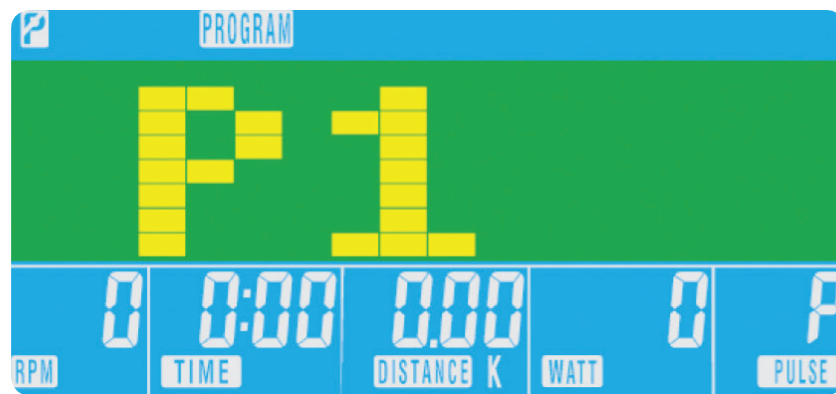 P PROGRAM
P1
0 0:00 0.00 0 P
RPM TIME DISTANCE K WATT PULSE